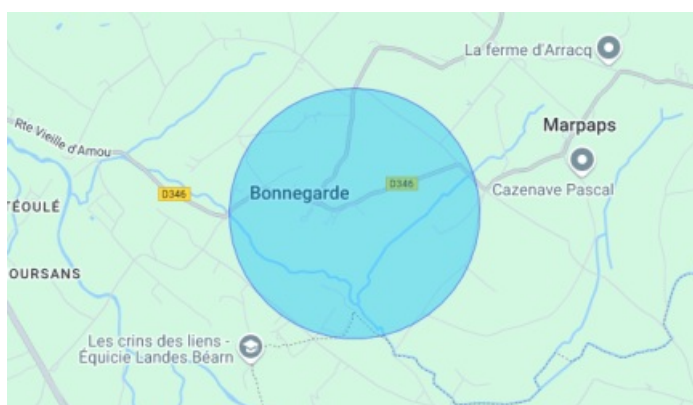 La ferme d'Arracq
Rte Vieille d'Amou
Marpaps
D346
Bonnegarde
D346
Cazenave Pascal
TÉOULÉ
OURSANS
Les crins des liens -
Équicie Landes Béarn